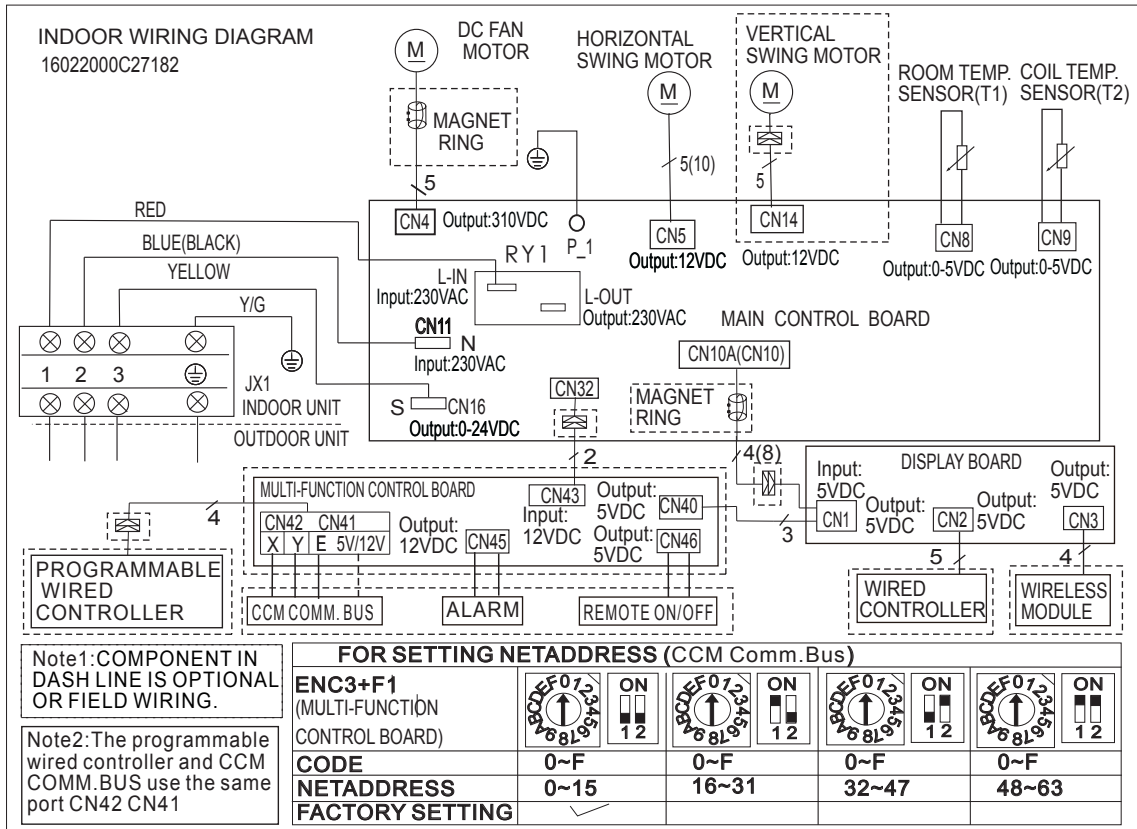 INDOOR WIRING DIAGRAM
16022000C27182
M
DC FAN
MOTOR
MAGNET
RING
5
HORIZONTAL
SWING MOTOR
M
5(10)
VERTICAL
SWING MOTOR
M
5
ROOM TEMP.
SENSOR(T1)
COIL TEMP.
SENSOR(T2)
RED
BLUE(BLACK)
YELLOW
Y/G
CN4 Output:310VDC
P_1
CN5
Output:12VDC
CN14
Output:12VDC
CN8
Output:0-5VDC
CN9
Output:0-5VDC
RY1
L-IN
Input:230VAC
L-OUT
Output:230VAC
CN11
N
Input:230VAC
MAIN CONTROL BOARD
CN10A(CN10)
MAGNET
RING
S CN16
Output:0-24VDC
CN32
1 2 3
JX1
INDOOR UNIT
OUTDOOR UNIT
2
4(8)
MULTI-FUNCTION CONTROL BOARD
CN42 CN41
X Y E 5V/12V
Output:
12VDC
CN45
CN43
Input:
12VDC
Output:
5VDC
CN40
Output:
5VDC
CN46
3
4
DISPLAY BOARD
Input:
5VDC
CN1
Output:
5VDC
CN2
Output:
5VDC
Output:
5VDC
CN3
5
4
PROGRAMMABLE
WIRED
CONTROLLER
CCM COMM. BUS
ALARM
REMOTE ON/OFF
WIRED
CONTROLLER
WIRELESS
MODULE
Note1:COMPONENT IN
DASH LINE IS OPTIONAL
OR FIELD WIRING.
Note2:The programmable
wired controller and CCM
COMM.BUS use the same
port CN42 CN41
FOR SETTING NETADDRESS (CCM Comm.Bus)
ENC3+F1
(MULTI-FUNCTION
CONTROL BOARD)
0123456789ABCDEF
ON
1 2
0123456789ABCDEF
ON
1 2
0123456789ABCDEF
ON
1 2
0123456789ABCDEF
ON
1 2
CODE 0~F 0~F 0~F 0~F
NETADDRESS 0~15 16~31 32~47 48~63
FACTORY SETTING